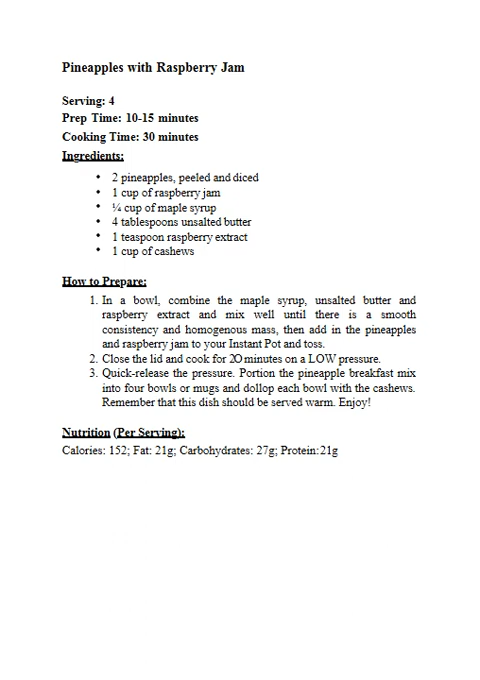 Pineapples with Raspberry Jam
Serving: 4
Prep Time: 10-15 minutes
Cooking Time: 30 minutes
Ingredients:
• 2 pineapples, peeled and diced
• 1 cup of raspberry jam
• ¼ cup of maple syrup
• 4 tablespoons unsalted butter
• 1 teaspoon raspberry extract
• 1 cup of cashews
How to Prepare:
1. In a bowl, combine the maple syrup, unsalted butter and
raspberry extract and mix well until there is a smooth
consistency and homogenous mass, then add in the pineapples
and raspberry jam to your Instant Pot and toss.
2. Close the lid and cook for 20 minutes on a LOW pressure.
3. Quick-release the pressure. Portion the pineapple breakfast mix
into four bowls or mugs and dollop each bowl with the cashews.
Remember that this dish should be served warm. Enjoy!
Nutrition (Per Serving):
Calories: 152; Fat: 21g; Carbohydrates: 27g; Protein:21g